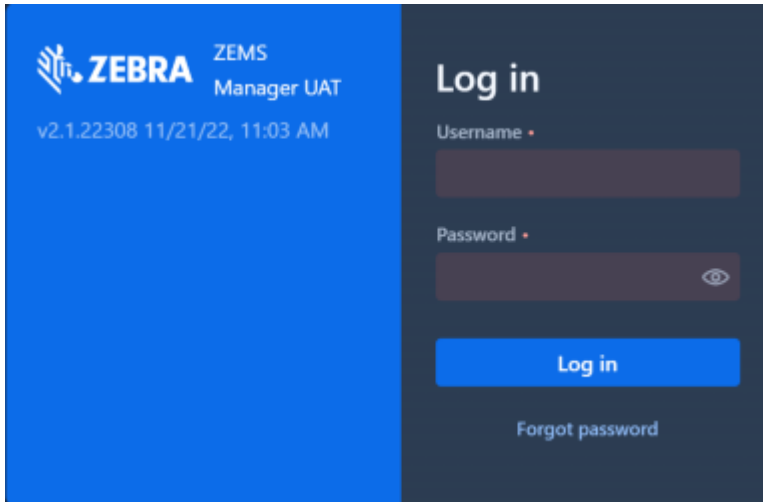 ZEBRA
ZEMS
Manager UAT
v2.1.22308 11/21/22, 11:03 AM
Log in
Username •
Password •
Log in
Forgot password